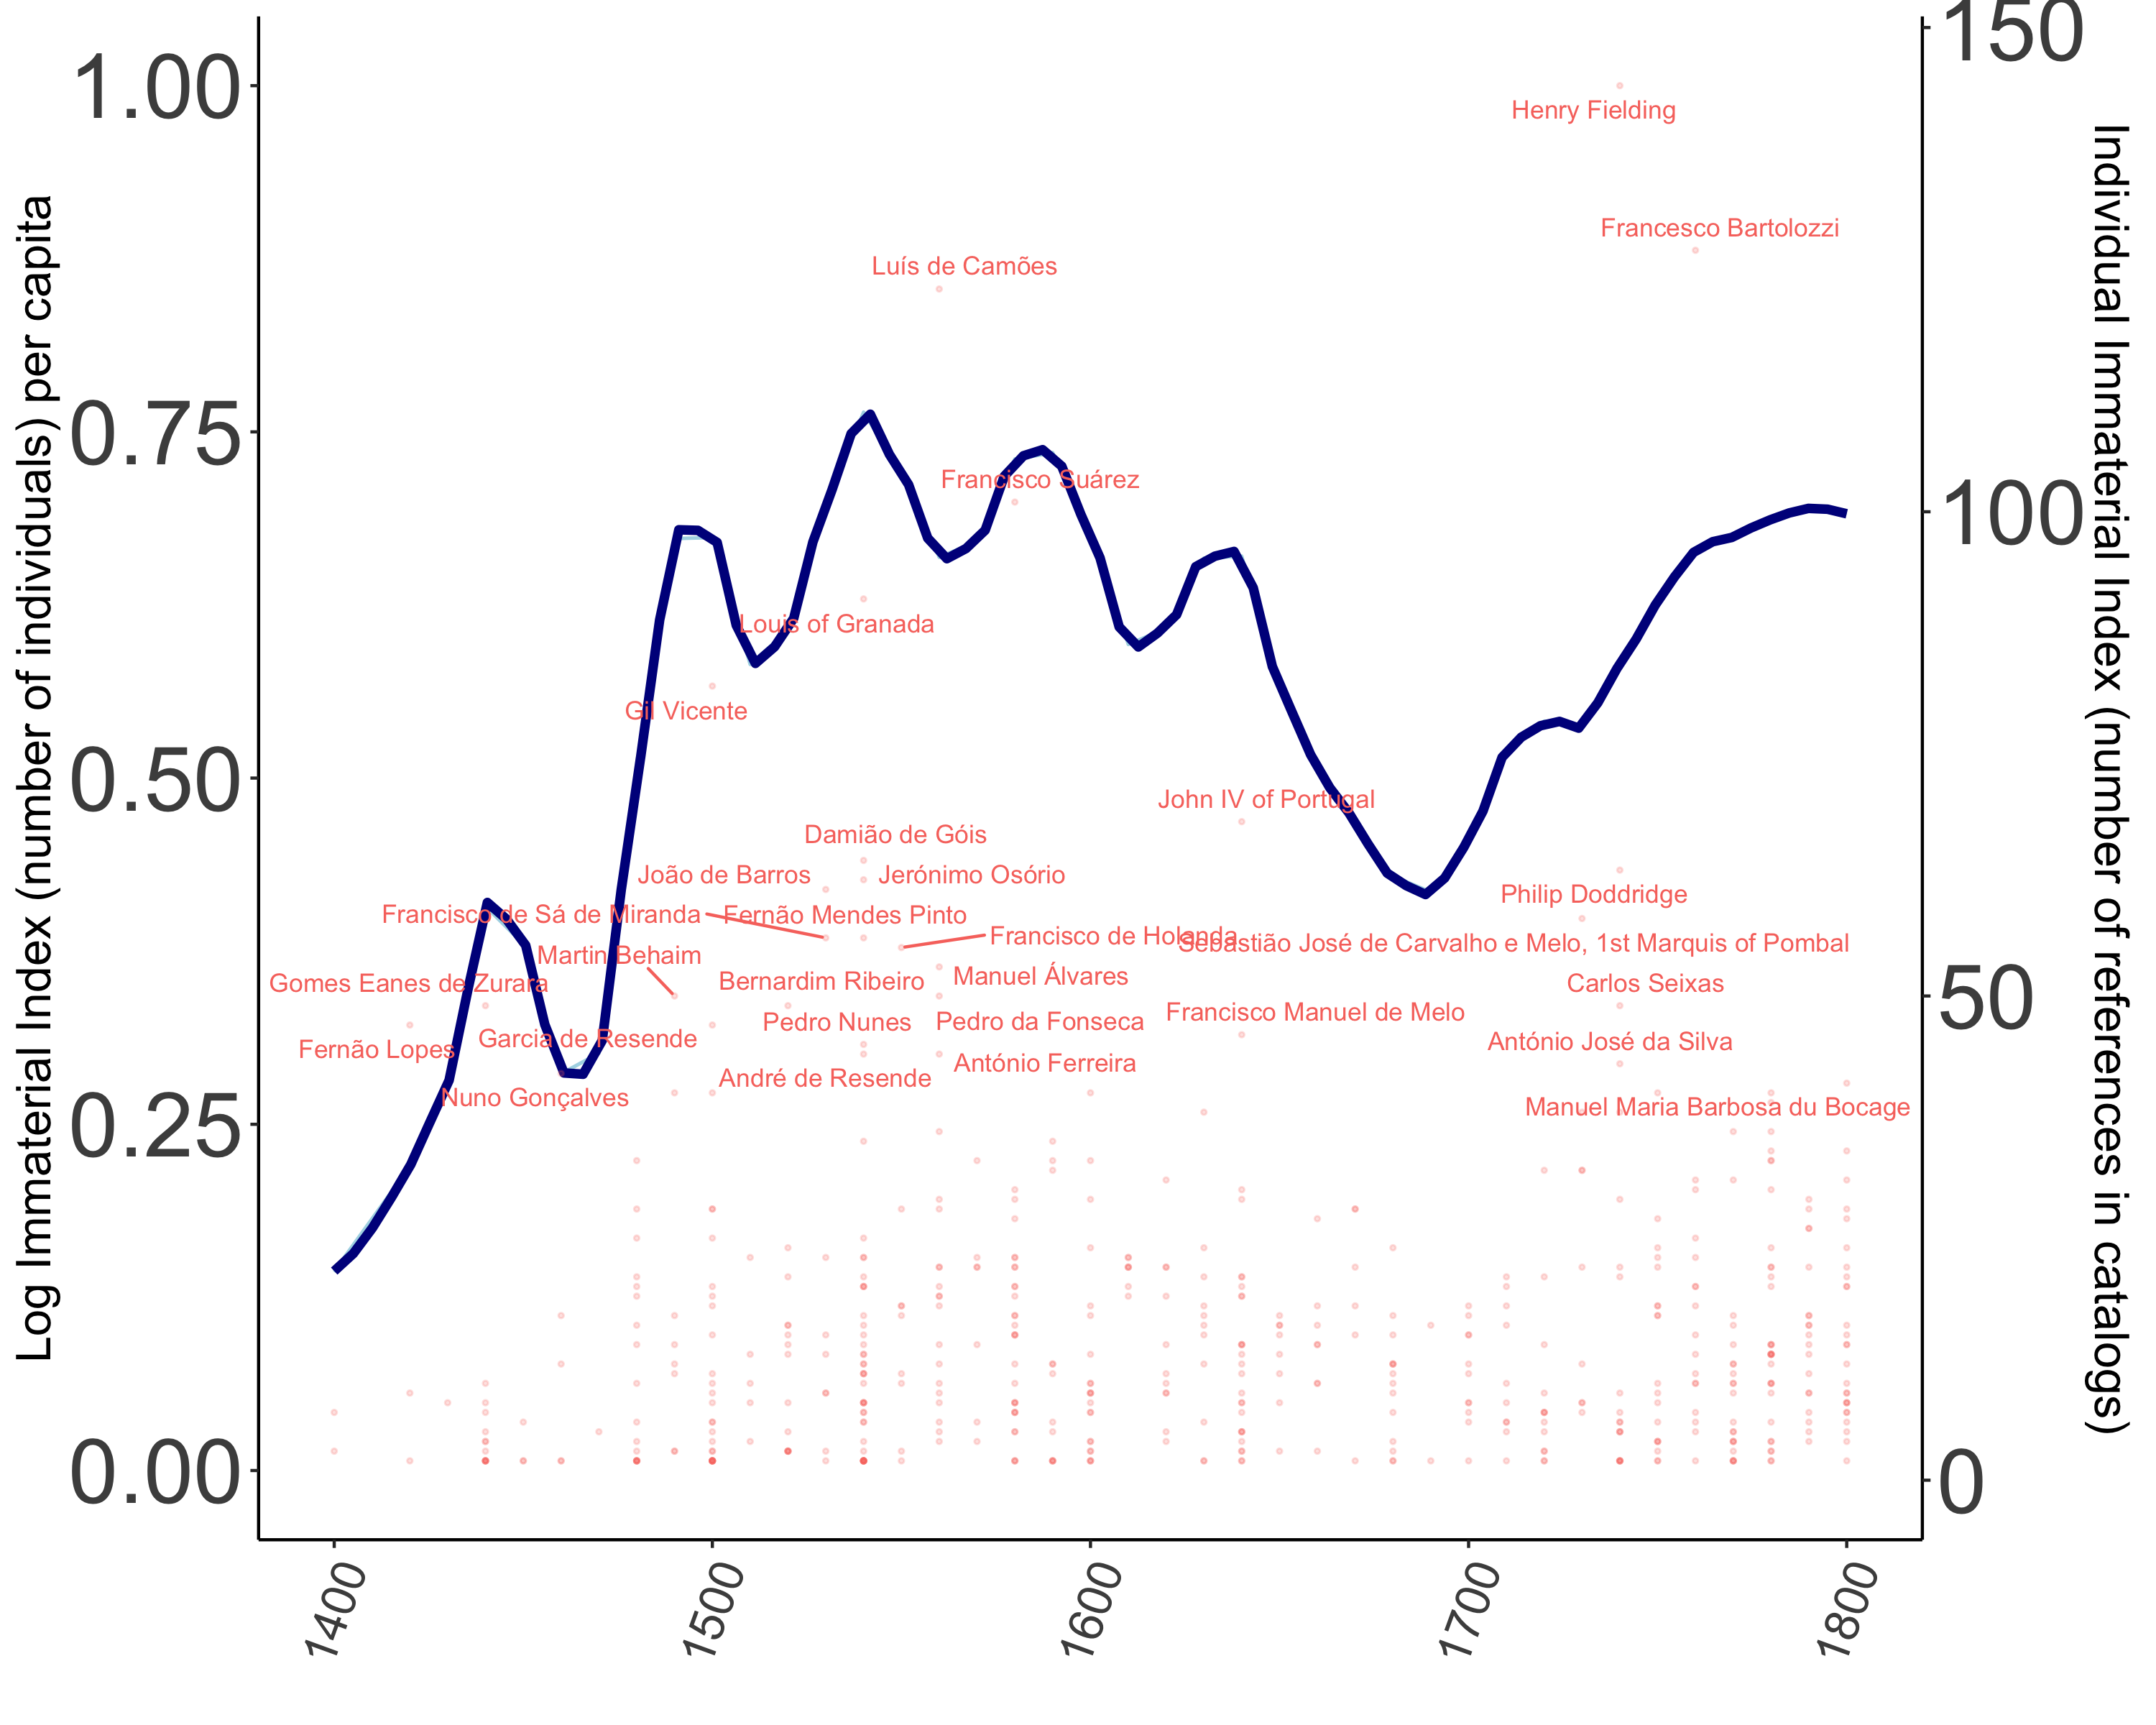 150
1.00
Henry Fielding
Log Immaterial Index (number of individuals) per capita
Individual Immaterial Index (number of references in catalogs)
Francesco Bartolozzi
Luís de Camões
0.75
Francisco Suárez
100
Louis of Granada
Gil Vicente
0.50
John IV of Portugal
Damião de Góis
João de Barros
Jerónimo Osório
Philip Doddridge
Francisco de Sá de Miranda
Fernão Mendes Pinto
Francisco de Holanda
Sebastião José de Carvalho e Melo, 1st Marquis of Pombal
Martin Behaim
Gomes Eanes de Zurara
Bernardim Ribeiro
Manuel Álvares
Carlos Seixas
50
Francisco Manuel de Melo
Pedro Nunes
Pedro da Fonseca
Garcia de Resende
António José da Silva
Fernão Lopes
António Ferreira
André de Resende
Nuno Gonçalves
Manuel Maria Barbosa du Bocage
0.25
0.00
0
1400
1500
1600
1700
1800